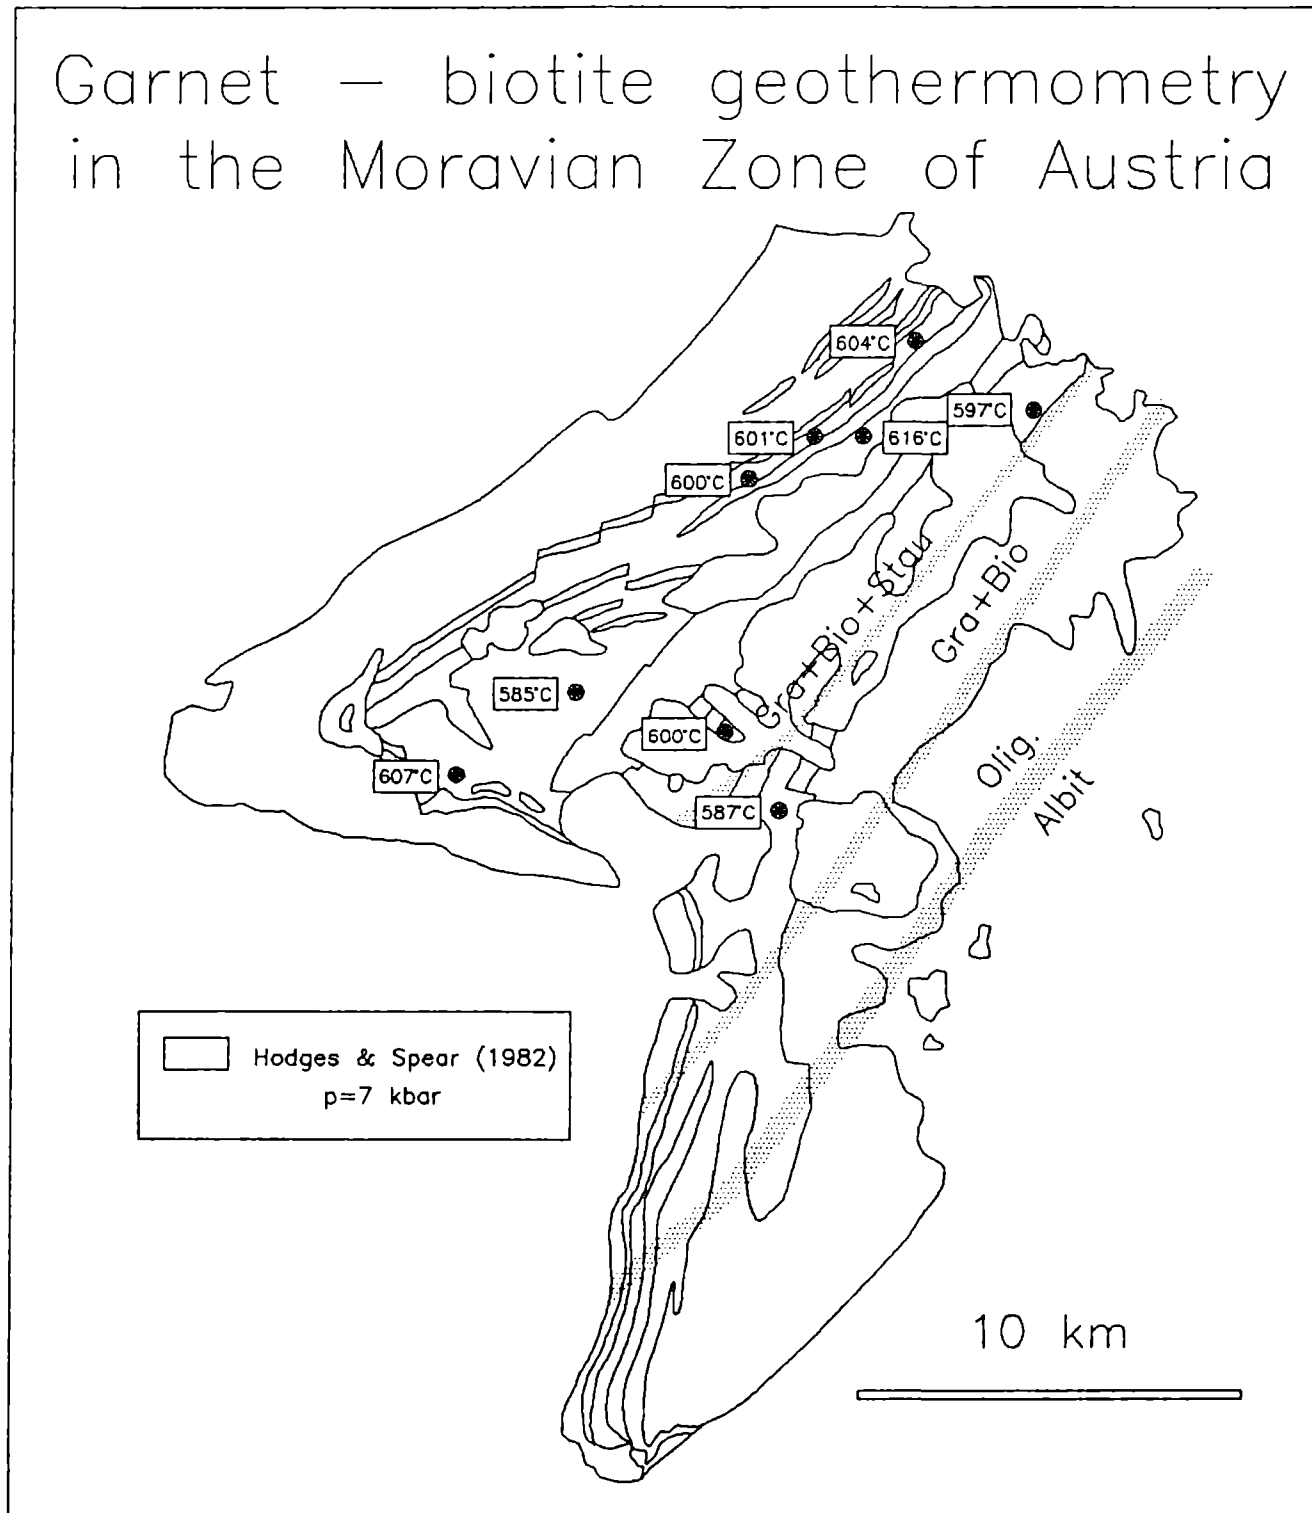 Garnet – biotite geothermometry
in the Moravian Zone of Austria
604°C
597°C
601°C
616°C
600°C
Gra+Bio+Stau
Gra+Bio
585°C
600°C
Olig.
Albit
607°C
587°C
Hodges & Spear (1982)
p=7 kbar
10 km